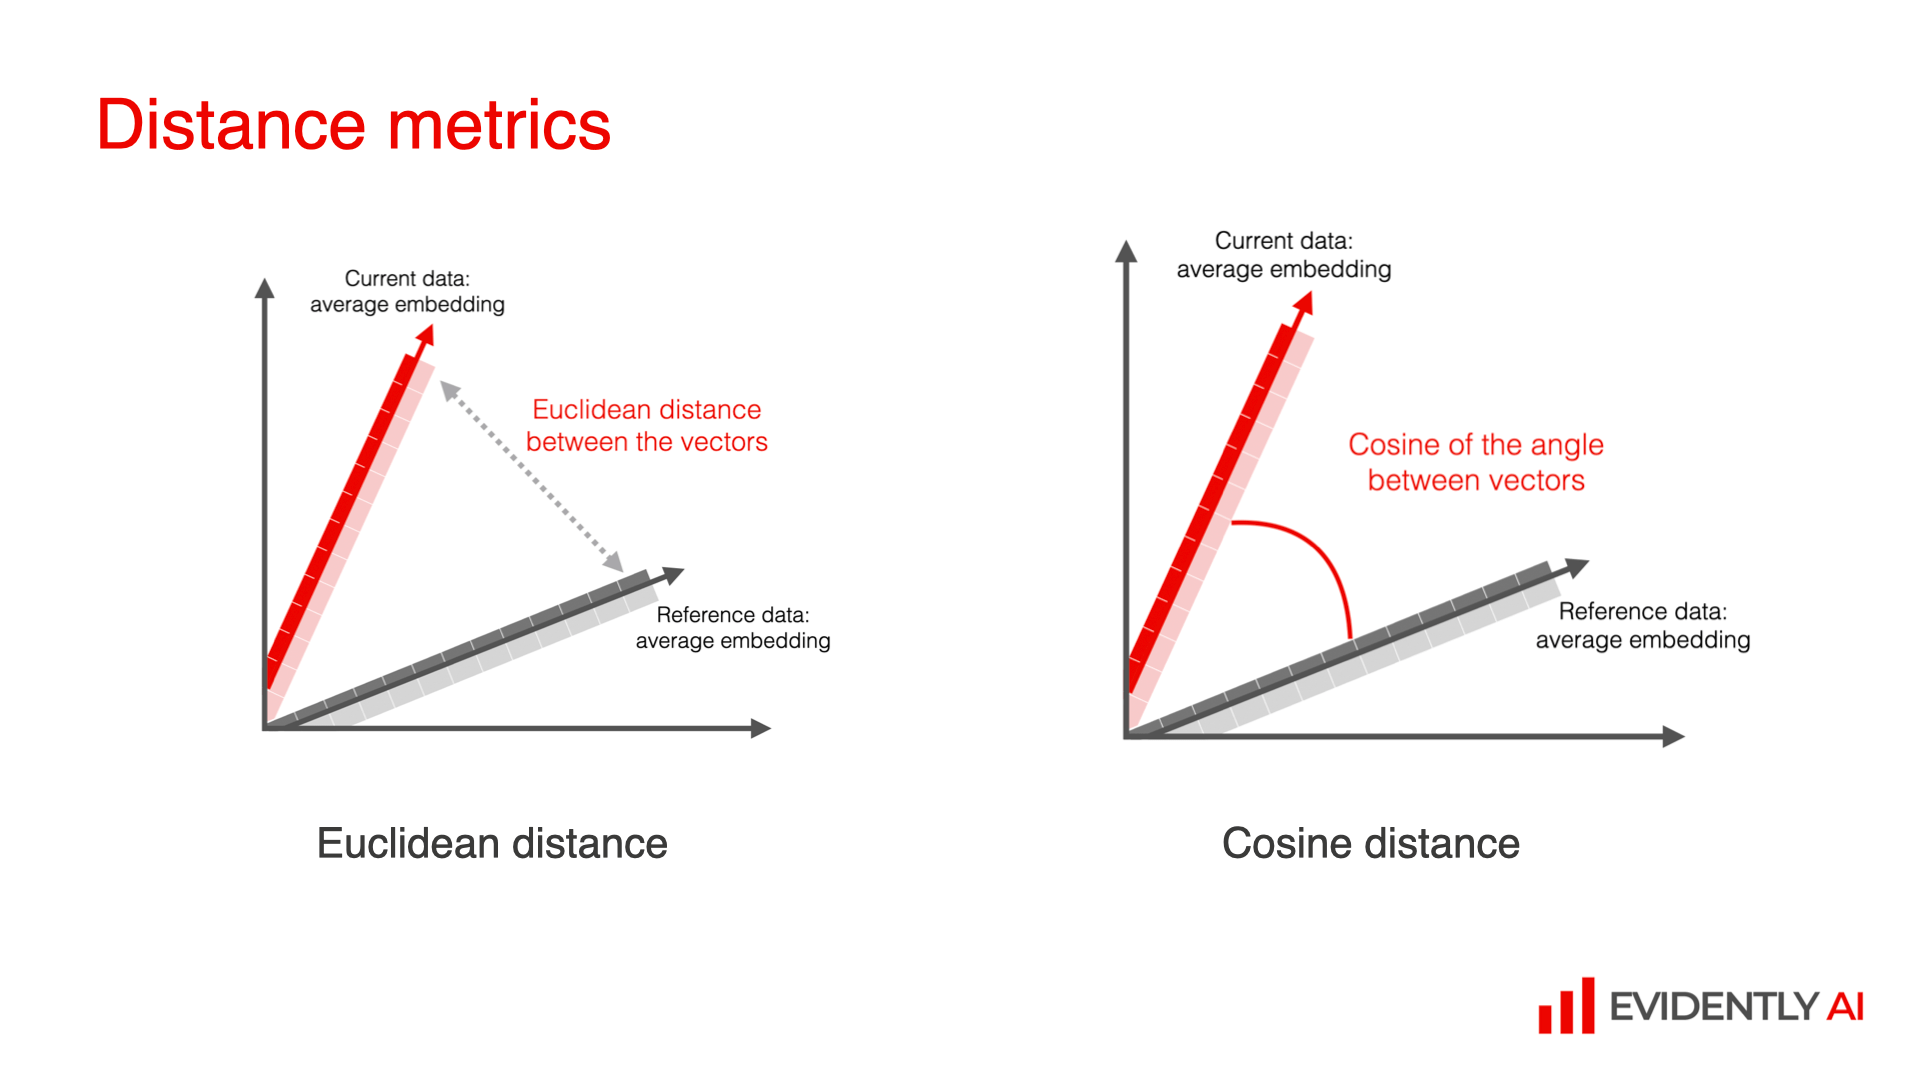 Distance metrics
Current data:
average embedding
Euclidean distance
between the vectors
Reference data:
average embedding
Euclidean distance
Current data:
average embedding
Cosine of the angle
between vectors
Reference data:
average embedding
Cosine distance
EVIDENTLY AI